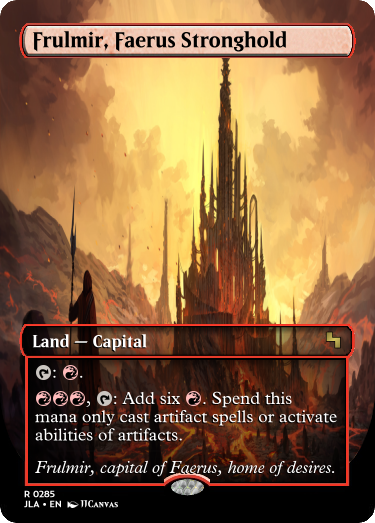 Frulmir, Faerus Stronghold
Land — Capital
: .
, : Add six . Spend this
mana only cast artifact spells or activate
abilities of artifacts.
Frulmir, capital of Faerus, home of desires.
R 0285
JLA • EN JJCanvas